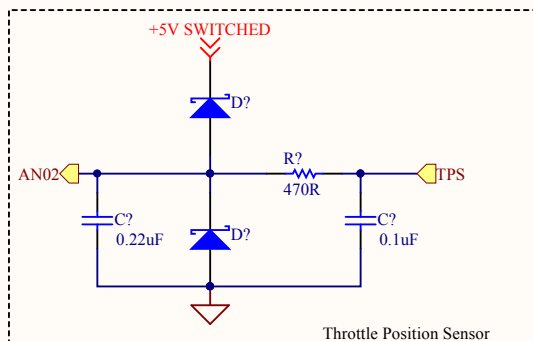 +5V SWITCHED
D?
AN02
R?
470R
TPS
C?
0.22uF
D?
C?
0.1uF
Throttle Position Sensor